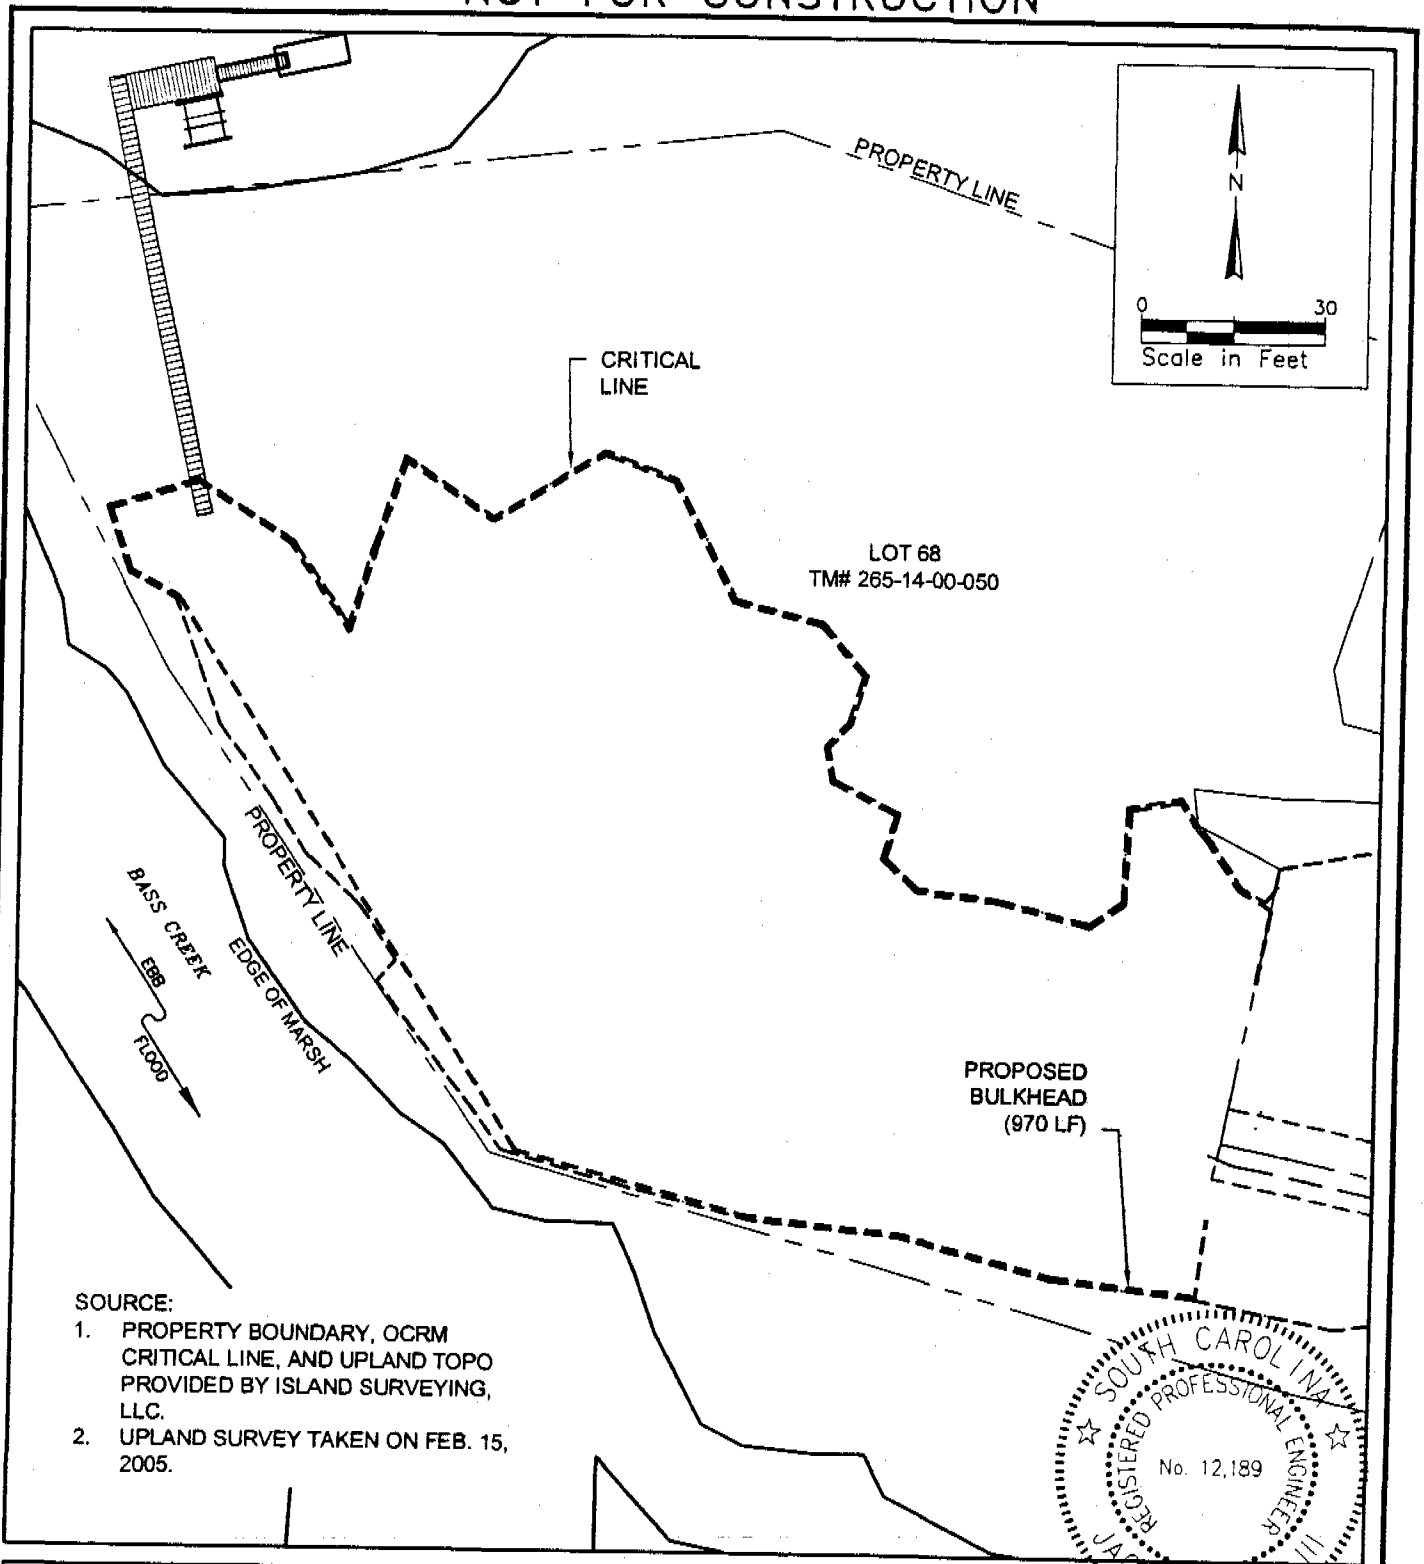 NOT FOR CONSTRUCTION
PROPERTY LINE
N
0 30
Scale in Feet
CRITICAL
LINE
LOT 68
TM# 265-14-00-050
PROPERTY LINE
BASS CREEK
EBB
FLOOD
EDGE OF MARSH
PROPOSED
BULKHEAD
(970 LF)
SOURCE:
1. PROPERTY BOUNDARY, OCRM
CRITICAL LINE, AND UPLAND TOPO
PROVIDED BY ISLAND SURVEYING,
LLC.
2. UPLAND SURVEY TAKEN ON FEB. 15,
2005.
SOUTH CAROLINA
REGISTERED PROFESSIONAL ENGINEER
No. 12,189